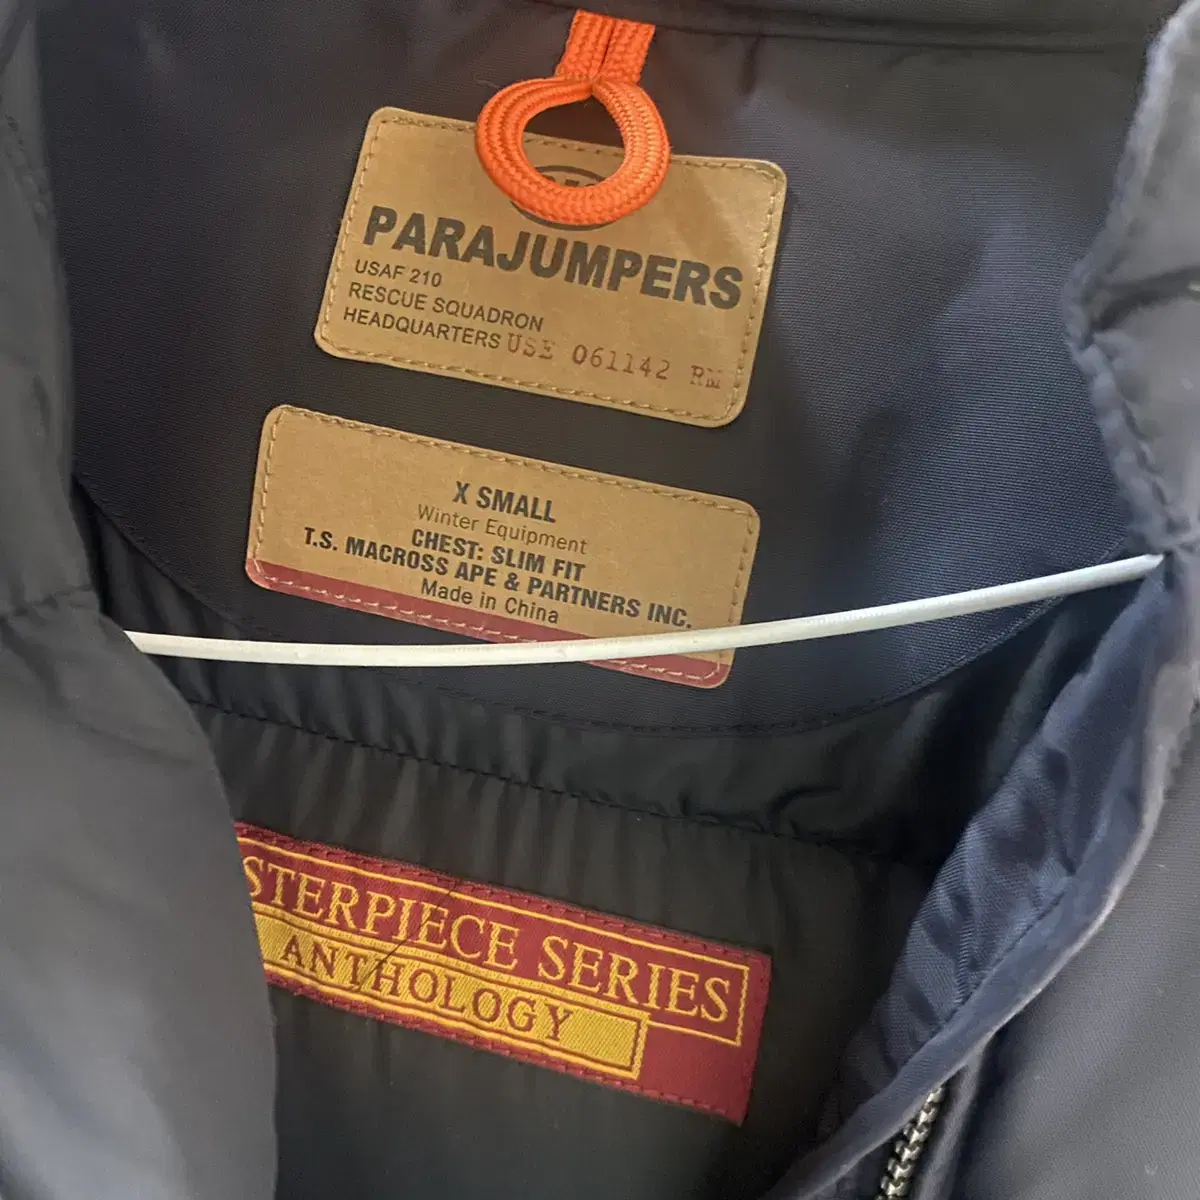 PARAJUMPERS
USAF 210
RESCUE SQUADRON
HEADQUARTERS USE 061142 RM
X SMALL
Winter Equipment
CHEST: SLIM FIT
T.S. MACROSS APE & PARTNERS INC.
Made in China
STERPIECE SERIES
ANTHOLOGY